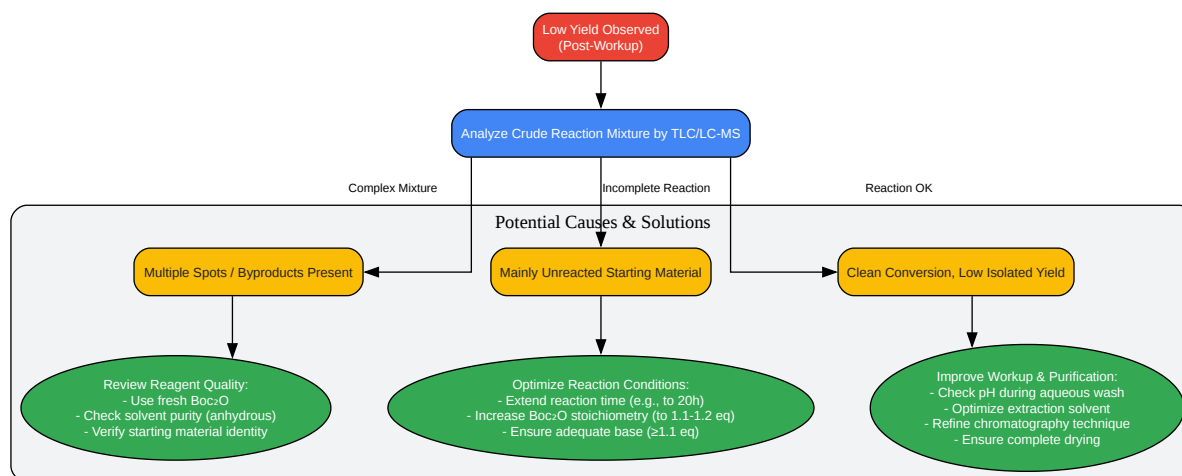 Low Yield Observed
(Post-Workup)
Analyze Crude Reaction Mixture by TLC/LC-MS
Complex Mixture
Incomplete Reaction
Reaction OK
Potential Causes & Solutions
Multiple Spots / Byproducts Present
Mainly Unreacted Starting Material
Clean Conversion, Low Isolated Yield
Review Reagent Quality:
- Use fresh Boc₂O
- Check solvent purity (anhydrous)
- Verify starting material identity
Optimize Reaction Conditions:
- Extend reaction time (e.g., to 20h)
- Increase Boc₂O stoichiometry (to 1.1-1.2 eq)
- Ensure adequate base (≥1.1 eq)
Improve Workup & Purification:
- Check pH during aqueous wash
- Optimize extraction solvent
- Refine chromatography technique
- Ensure complete drying